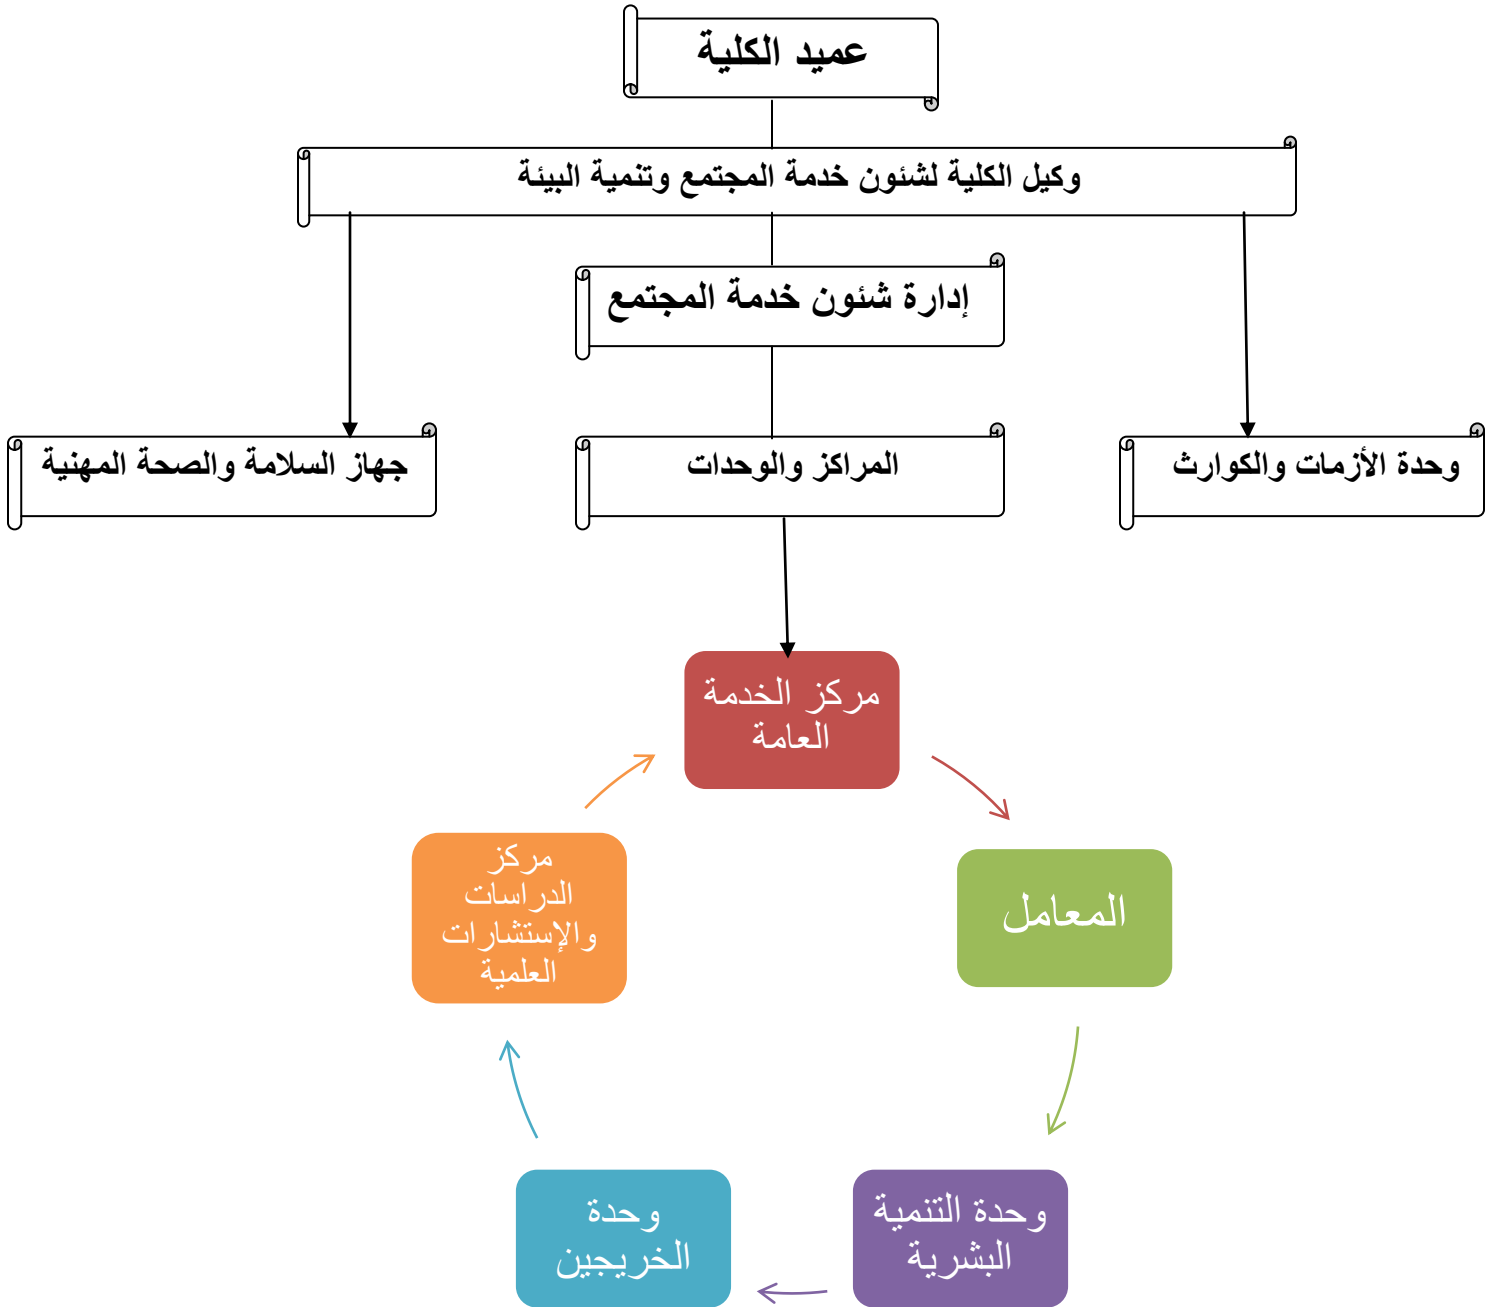 عميد الكلية
وكيل الكلية لشئون خدمة المجتمع وتنمية البيئة
إدارة شئون خدمة المجتمع
وحدة الأزمات والكوارث
المراكز والوحدات
جهاز السلامة والصحة المهنية
مركز الخدمة
العامة
المعامل
وحدة التنمية
البشرية
وحدة
الخريجين
مركز
الدراسات
والإستشارات
العلمية